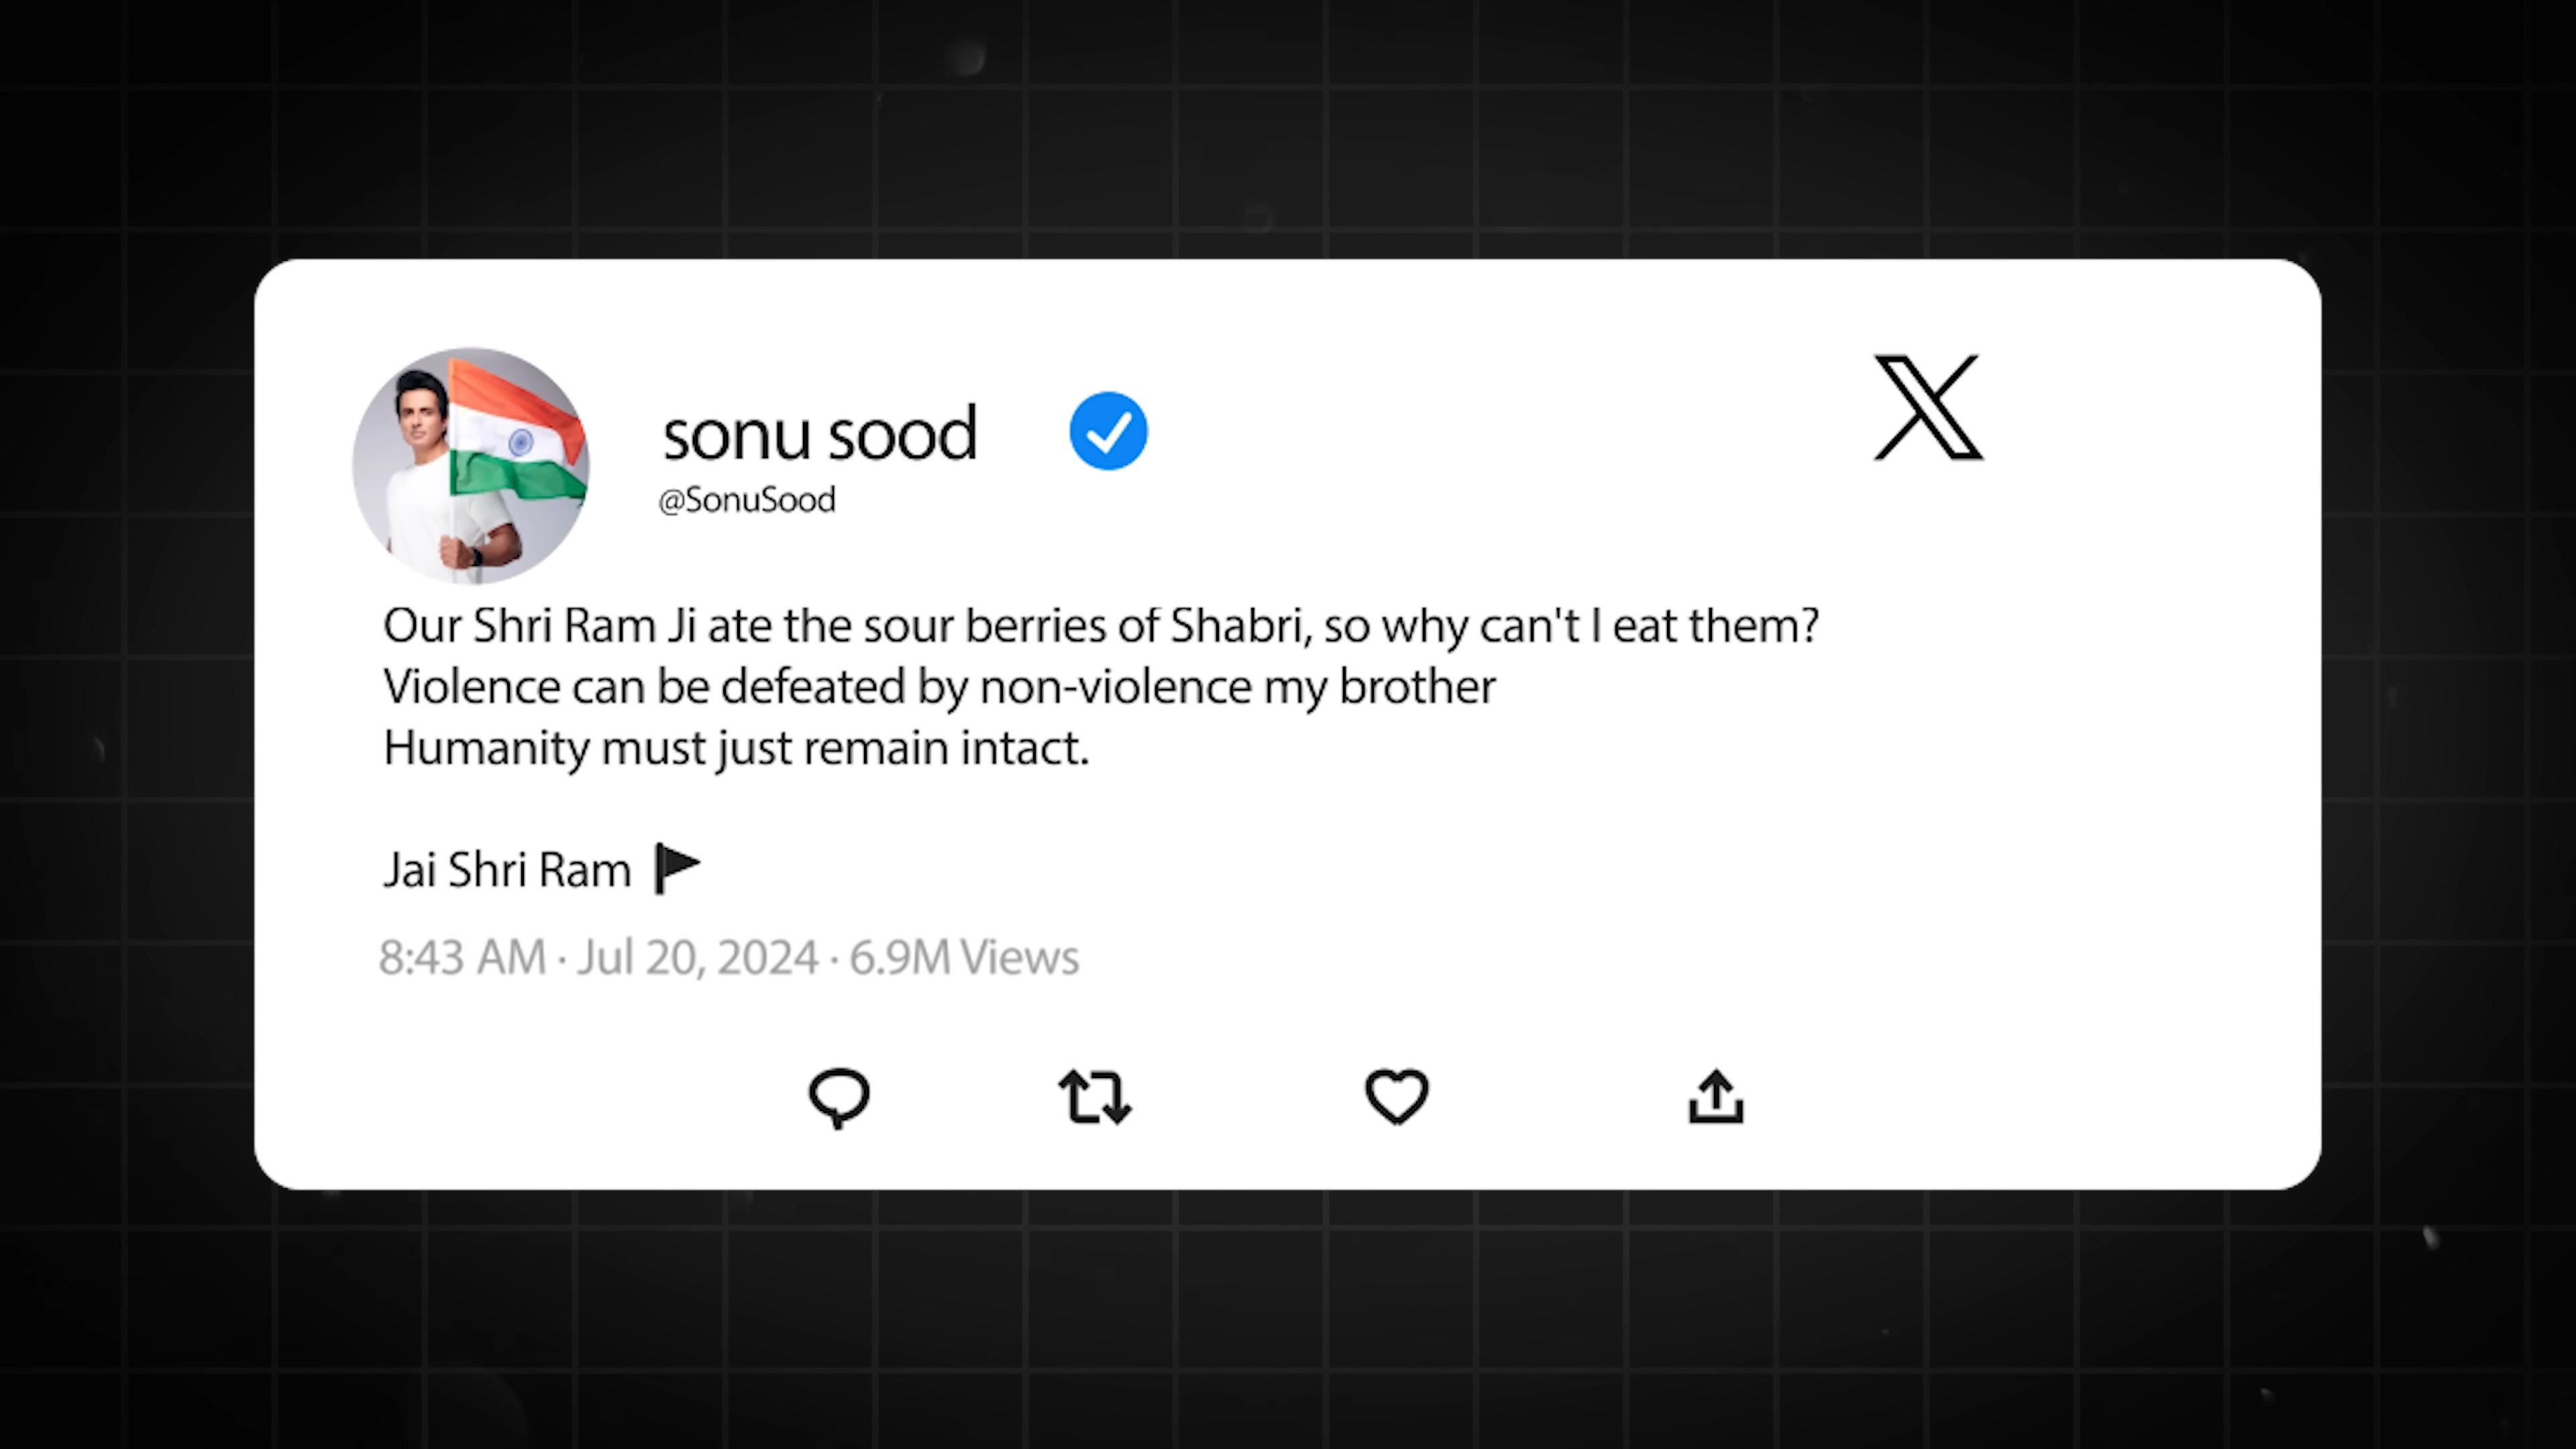 sonu sood
@SonuSood
Our Shri Ram Ji ate the sour berries of Shabri, so why can't I eat them?
Violence can be defeated by non-violence my brother
Humanity must just remain intact.
Jai Shri Ram
8:43 AM · Jul 20, 2024 · 6.9M Views